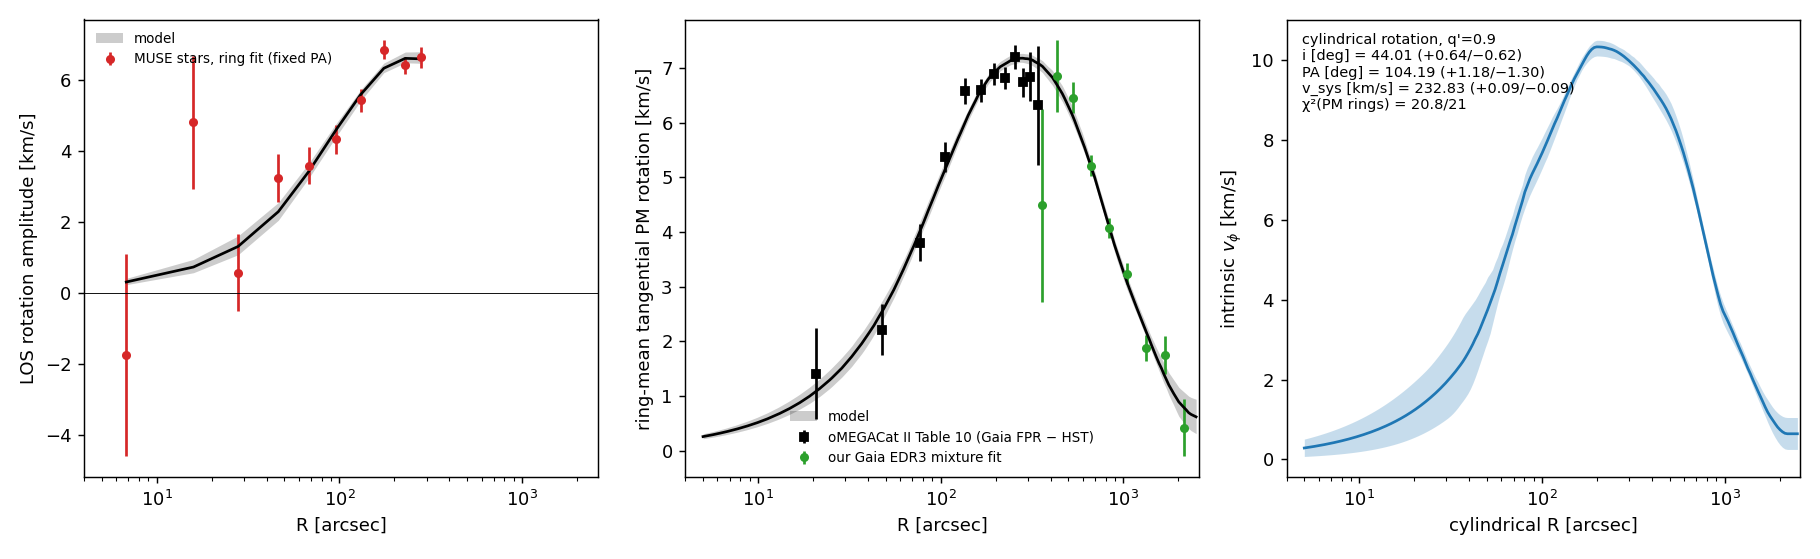 LOS rotation amplitude [km/s]
6
4
2
0
−2
−4
model
MUSE stars, ring fit (fixed PA)
10¹
10²
10³
R [arcsec]
ring-mean tangential PM rotation [km/s]
7
6
5
4
3
2
1
0
model
oMEGACat II Table 10 (Gaia FPR − HST)
our Gaia EDR3 mixture fit
10¹
10²
10³
R [arcsec]
intrinsic v_ϕ [km/s]
10
8
6
4
2
0
cylindrical rotation, q'=0.9
i [deg] = 44.01 (+0.64/−0.62)
PA [deg] = 104.19 (+1.18/−1.30)
v_sys [km/s] = 232.83 (+0.09/−0.09)
χ²(PM rings) = 20.8/21
10¹
10²
10³
cylindrical R [arcsec]